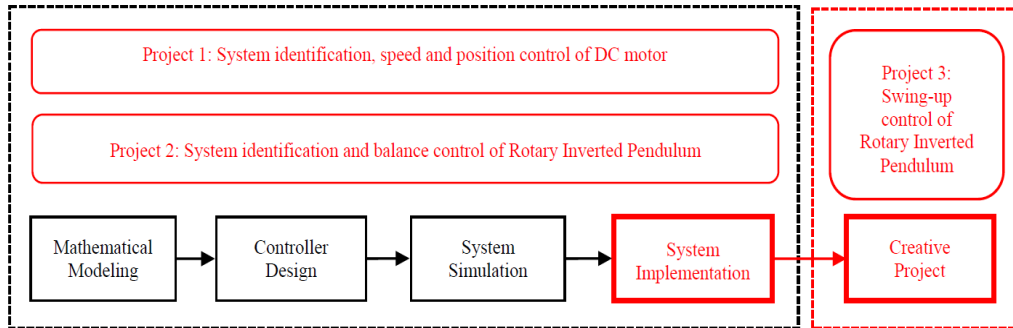 Project 1: System identification, speed and position control of DC motor
Project 2: System identification and balance control of Rotary Inverted Pendulum
Project 3:
Swing-up
control of
Rotary Inverted
Pendulum
Mathematical
Modeling
Controller
Design
System
Simulation
System
Implementation
Creative
Project